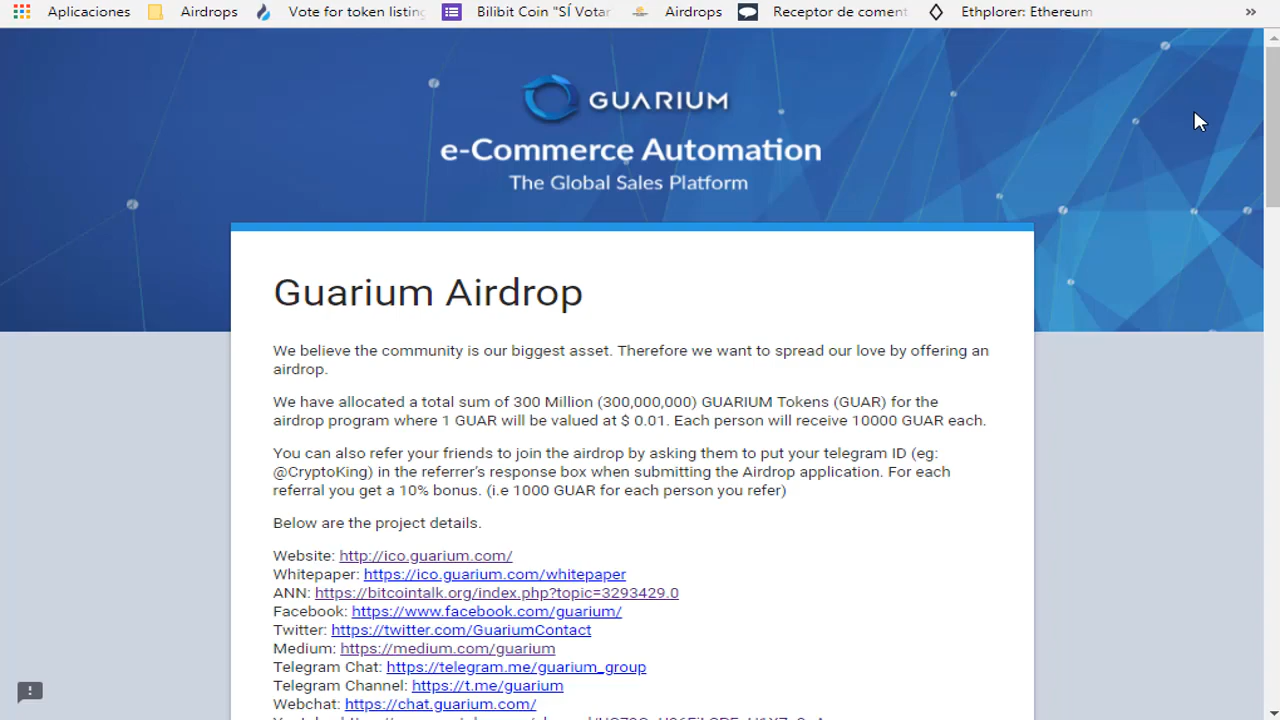 Aplicaciones Airdrops Vote for token listing Bilibit Coin "SÍ Votar Airdrops Receptor de coment Ethplorer: Ethereum »
GUARIUM
e-Commerce Automation
The Global Sales Platform
Guarium Airdrop
We believe the community is our biggest asset. Therefore we want to spread our love by offering an
airdrop.
We have allocated a total sum of 300 Million (300,000,000) GUARIUM Tokens (GUAR) for the
airdrop program where 1 GUAR will be valued at $ 0.01. Each person will receive 10000 GUAR each.
You can also refer your friends to join the airdrop by asking them to put your telegram ID (eg:
@CryptoKing) in the referrer's response box when submitting the Airdrop application. For each
referral you get a 10% bonus. (i.e 1000 GUAR for each person you refer)
Below are the project details.
Website: http://ico.guarium.com/
Whitepaper: https://ico.guarium.com/whitepaper
ANN: https://bitcointalk.org/index.php?topic=3293429.0
Facebook: https://www.facebook.com/guarium/
Twitter: https://twitter.com/GuariumContact
Medium: https://medium.com/guarium
Telegram Chat: https://telegram.me/guarium_group
Telegram Channel: https://t.me/guarium
Webchat: https://chat.guarium.com/